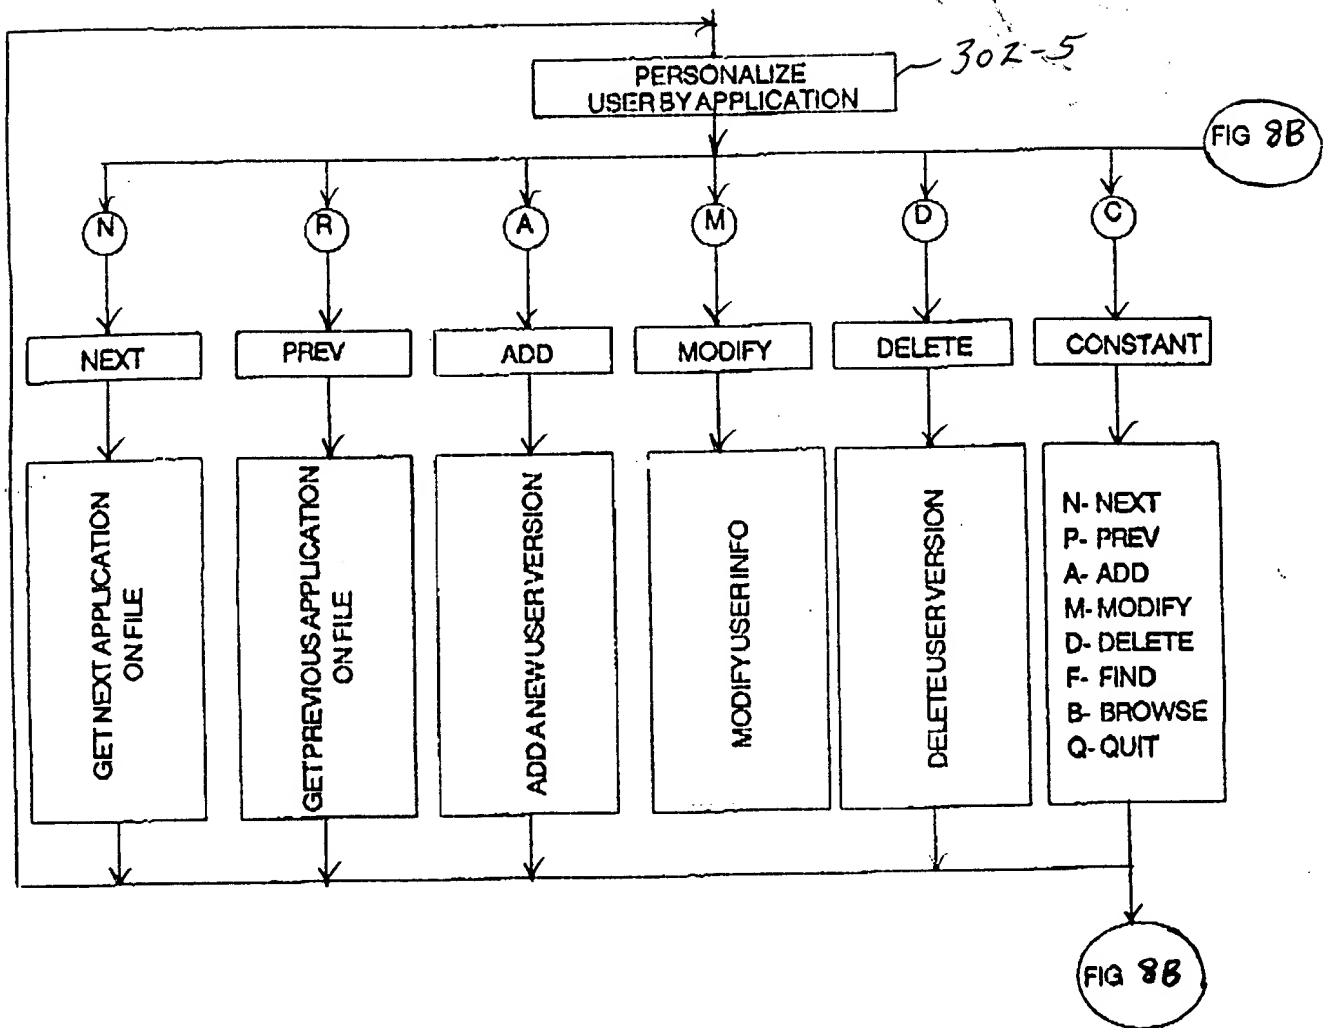 302-5
PERSONALIZE
USER BY APPLICATION
FIG 8B
N
R
A
M
D
C
NEXT
PREV
ADD
MODIFY
DELETE
CONSTANT
GET NEXT APPLICATION
ON FILE
GET PREVIOUS APPLICATION
ON FILE
ADD A NEW USER VERSION
MODIFY USER INFO
DELETE USER VERSION
N- NEXT
P- PREV
A- ADD
M- MODIFY
D- DELETE
F- FIND
B- BROWSE
Q- QUIT
FIG 8B